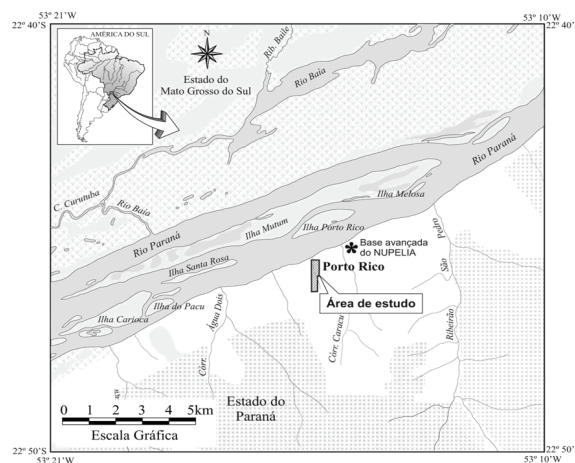 53° 21'W
53° 10'W
22° 40'S
22° 40'S
AMÉRICA DO SUL
Estado do
Mato Grosso do Sul
Rib. Baile
Rio Baía
C. Curutuba
Rio Baía
Rio Paraná
Rio Paraná
Ilha Melosa
Ilha Mutum
Ilha Porto Rico
Ilha Santa Rosa
Ilha do Pacu
Ilha Carioca
Base avançada
do NUPELIA
Porto Rico
Área de estudo
Córr. Água Dois
Córr. Caracu
Ribeirão São Pedro
Estado do
Paraná
0 1 2 3 4 5km
Escala Gráfica
22° 50'S
22° 50'S
53° 21'W
53° 10'W